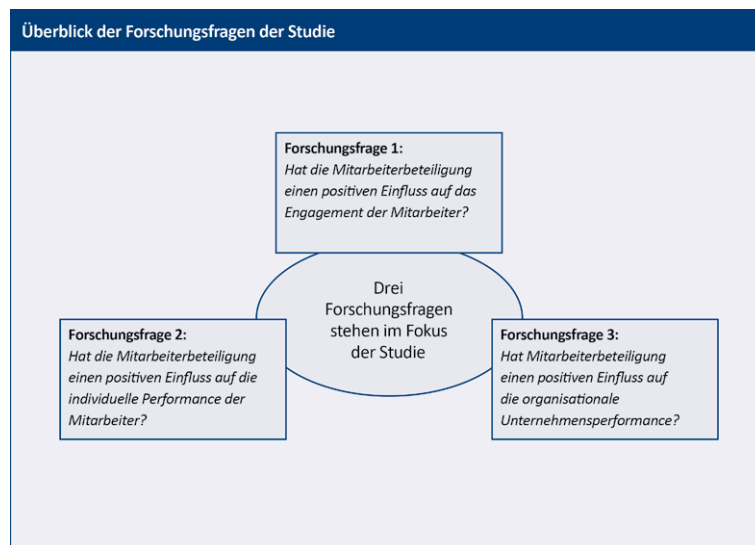 Überblick der Forschungsfragen der Studie
Forschungsfrage 1:
Hat die Mitarbeiterbeteiligung
einen positiven Einfluss auf das
Engagement der Mitarbeiter?
Drei
Forschungsfragen
stehen im Fokus
der Studie
Forschungsfrage 2:
Hat die Mitarbeiterbeteiligung
einen positiven Einfluss auf die
individuelle Performance der
Mitarbeiter?
Forschungsfrage 3:
Hat Mitarbeiterbeteiligung
einen positiven Einfluss auf
die organisationale
Unternehmensperformance?